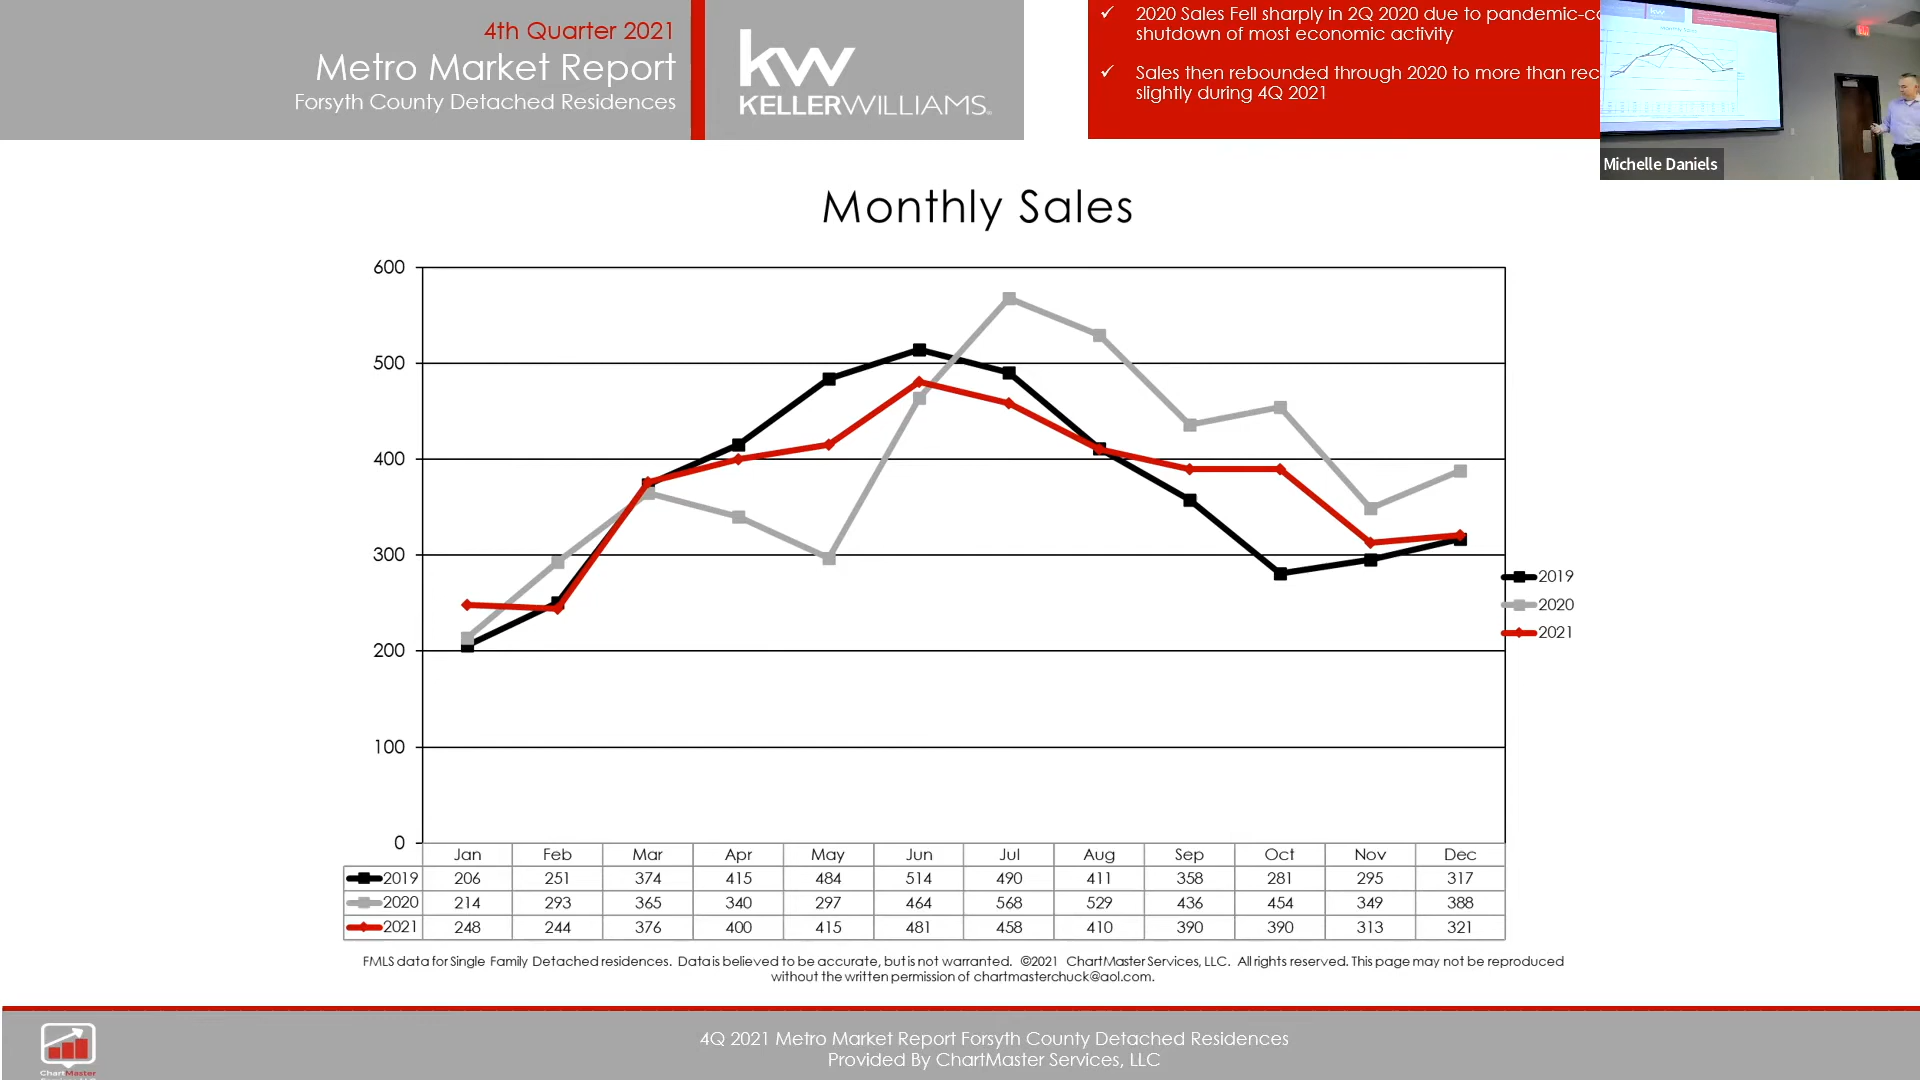 4th Quarter 2021
Metro Market Report
Forsyth County Detached Residences
kw
KELLERWILLIAMS.
✓ 2020 Sales Fell sharply in 2Q 2020 due to
shutdown of most economic activity
✓ Sales then rebounded through 2020 to more than
slightly during 4Q 2021
Michelle Daniels
Monthly Sales
600
500
400
300
200
100
0
2019
2020
2021
Jan Feb Mar Apr May Jun Jul Aug Sep Oct Nov Dec
2019 206 251 374 415 484 514 490 411 358 281 295 317
2020 214 293 365 340 297 464 568 529 436 454 349 388
2021 248 244 376 400 415 481 458 410 390 390 313 321
FMLS data for Single Family Detached residences. Data is believed to be accurate, but is not warranted. ©2021 ChartMaster Services, LLC. All rights reserved. This page may not be reproduced
without the written permission of chartmasterchuck@aol.com.
4Q 2021 Metro Market Report Forsyth County Detached Residences
Provided By ChartMaster Services, LLC
ChartMaster